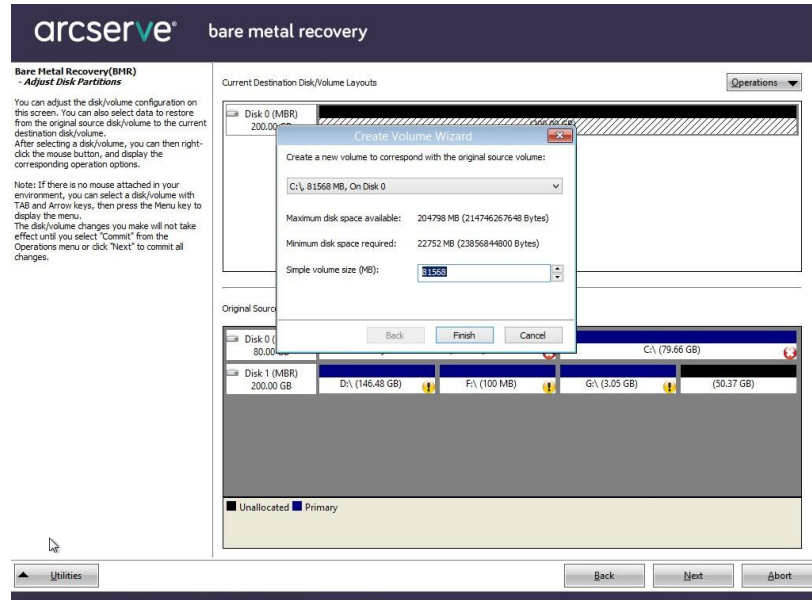 arcserve®
bare metal recovery
Bare Metal Recovery(BMR)
- Adjust Disk Partitions
You can adjust the disk/volume configuration on
this screen. You can also select data to restore
from the original source disk/volume to the current
destination disk/volume.
After selecting a disk/volume, you can then right-
click the mouse button, and display the
corresponding operation options.
Note: If there is no mouse attached in your
environment, you can select a disk/volume with
TAB and Arrow keys, then press the Menu key to
display the menu.
The disk/volume changes you make will not take
effect until you select "Commit" from the
Operations menu or click "Next" to commit all
changes.
Current Destination Disk/Volume Layouts
Operations
Disk 0 (MBR)
200.00
Create Volume Wizard
Create a new volume to correspond with the original source volume:
C:\, 81568 MB, On Disk 0
Maximum disk space available: 204798 MB (214746267648 Bytes)
Minimum disk space required: 22752 MB (23856844800 Bytes)
Simple volume size (MB): 81568
Back Finish Cancel
Original Source
Disk 0 (
80.00
C:\ (79.66 GB)
Disk 1 (MBR)
200.00 GB
D:\ (146.48 GB) F:\ (100 MB) G:\ (3.05 GB) (50.37 GB)
Unallocated Primary
Utilities Back Next Abort